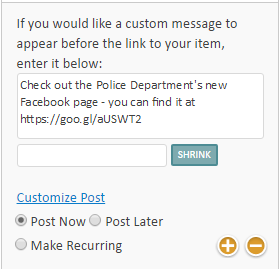 If you would like a custom message to
appear before the link to your item,
enter it below:
Check out the Police Department's new
Facebook page - you can find it at
https://goo.gl/aUSWT2
SHRINK
Customize Post
Post Now Post Later
Make Recurring